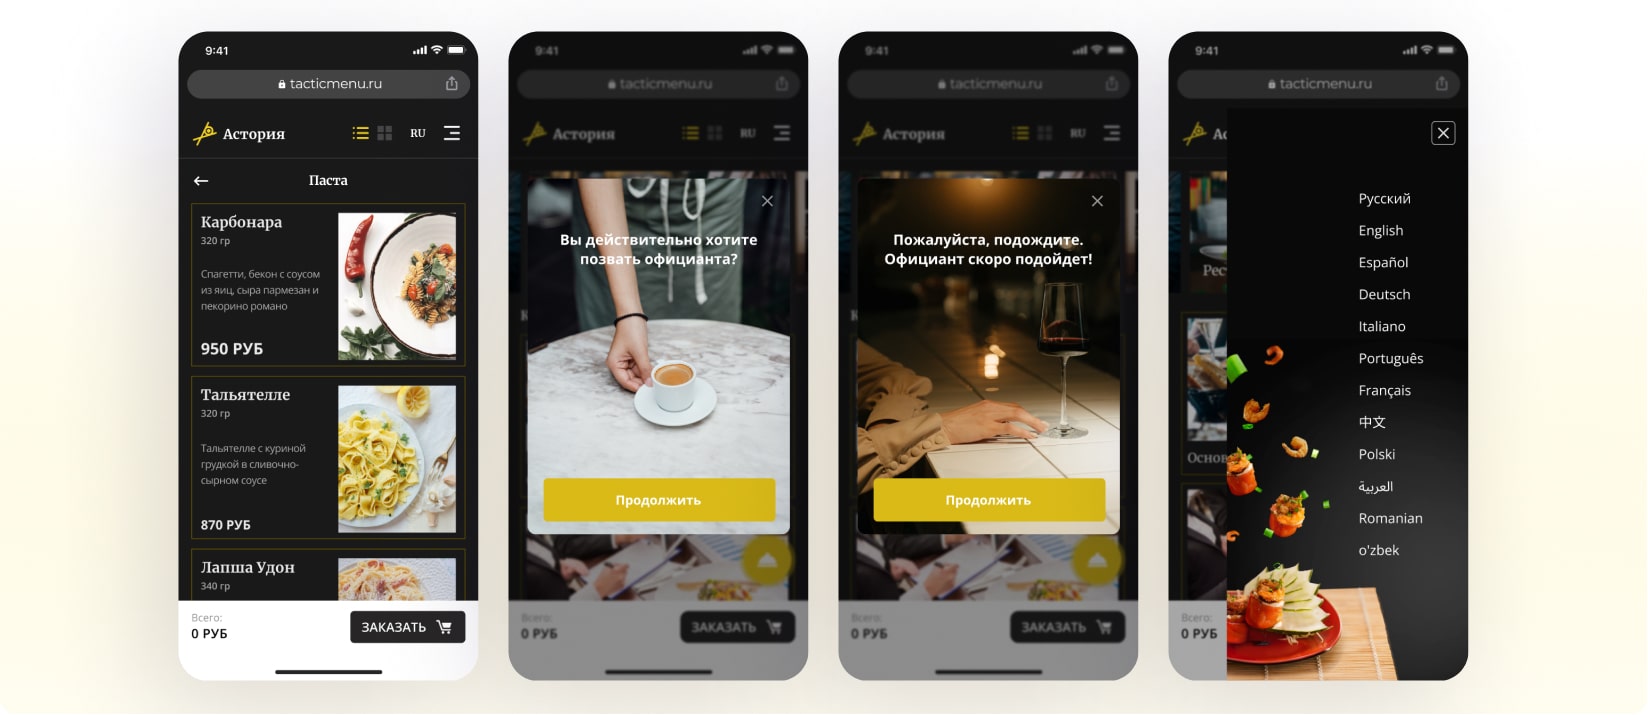 9:41
tacticmenu.ru
Астория
RU
Паста
Карбонара
320 гр
Спагетти, бекон с соусом
из яиц, сыра пармезан и
пекорино романо
950 РУБ
Тальятелле
320 гр
Тальятелле с куриной
грудкой в сливочно-
сырном соусе
870 РУБ
Лапша Удон
340 гр
Всего:
0 РУБ
ЗАКАЗАТЬ
9:41
tacticmenu.ru
Астория
RU
Вы действительно хотите
позвать официанта?
Продолжить
Всего:
0 РУБ
ЗАКАЗАТЬ
9:41
tacticmenu.ru
Астория
RU
Пожалуйста, подождите.
Официант скоро подойдет!
Продолжить
Всего:
0 РУБ
ЗАКАЗАТЬ
9:41
tacticmenu.ru
Русский
English
Español
Deutsch
Italiano
Português
Français
中文
Polski
العربية
Romanian
o'zbek
Рес
Основ
Всего:
0 РУБ